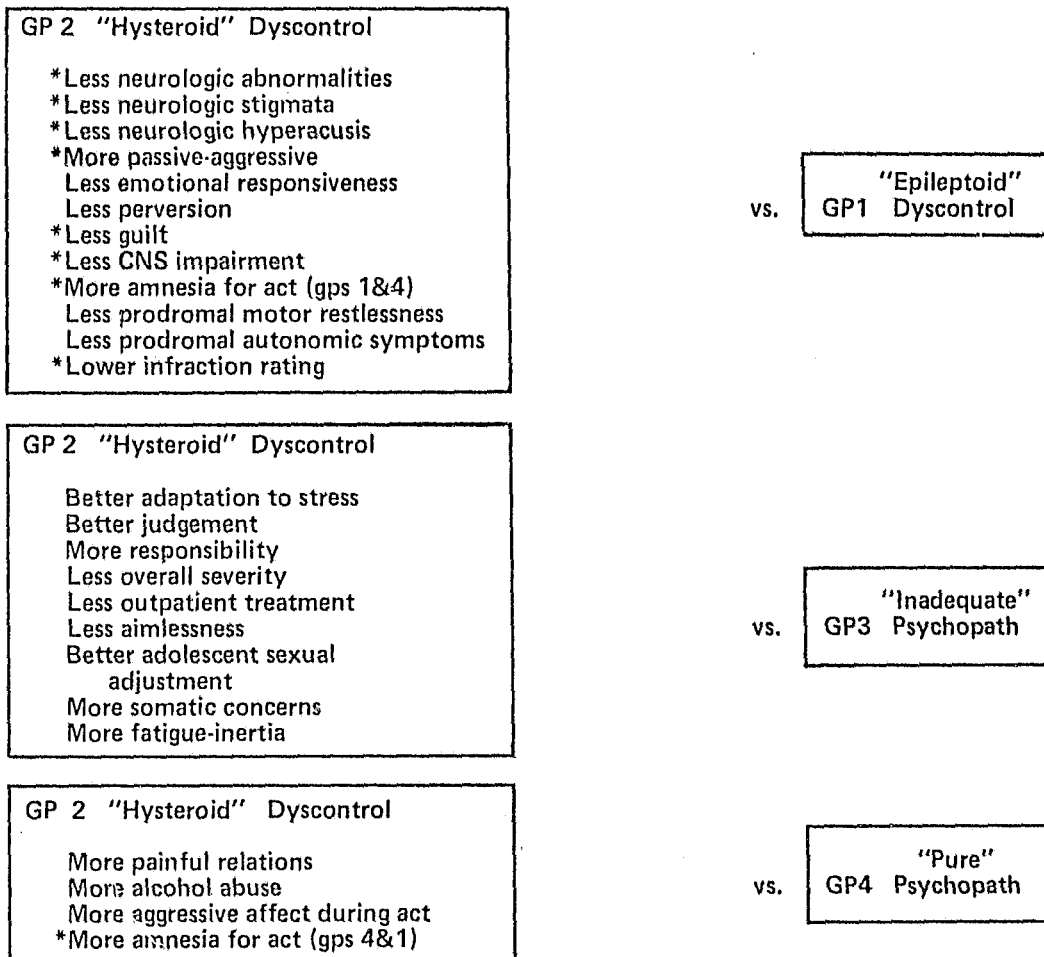 GP 2 "Hysteroid" Dyscontrol
*Less neurologic abnormalities
*Less neurologic stigmata
*Less neurologic hyperacusis
*More passive-aggressive
Less emotional responsiveness
Less perversion
*Less guilt
*Less CNS impairment
*More amnesia for act (gps 1&4)
Less prodromal motor restlessness
Less prodromal autonomic symptoms
*Lower infraction rating
vs.
"Epileptoid"
GP1 Dyscontrol
GP 2 "Hysteroid" Dyscontrol
Better adaptation to stress
Better judgement
More responsibility
Less overall severity
Less outpatient treatment
Less aimlessness
Better adolescent sexual
adjustment
More somatic concerns
More fatigue-inertia
vs.
"Inadequate"
GP3 Psychopath
GP 2 "Hysteroid" Dyscontrol
More painful relations
More alcohol abuse
More aggressive affect during act
*More amnesia for act (gps 4&1)
vs.
"Pure"
GP4 Psychopath